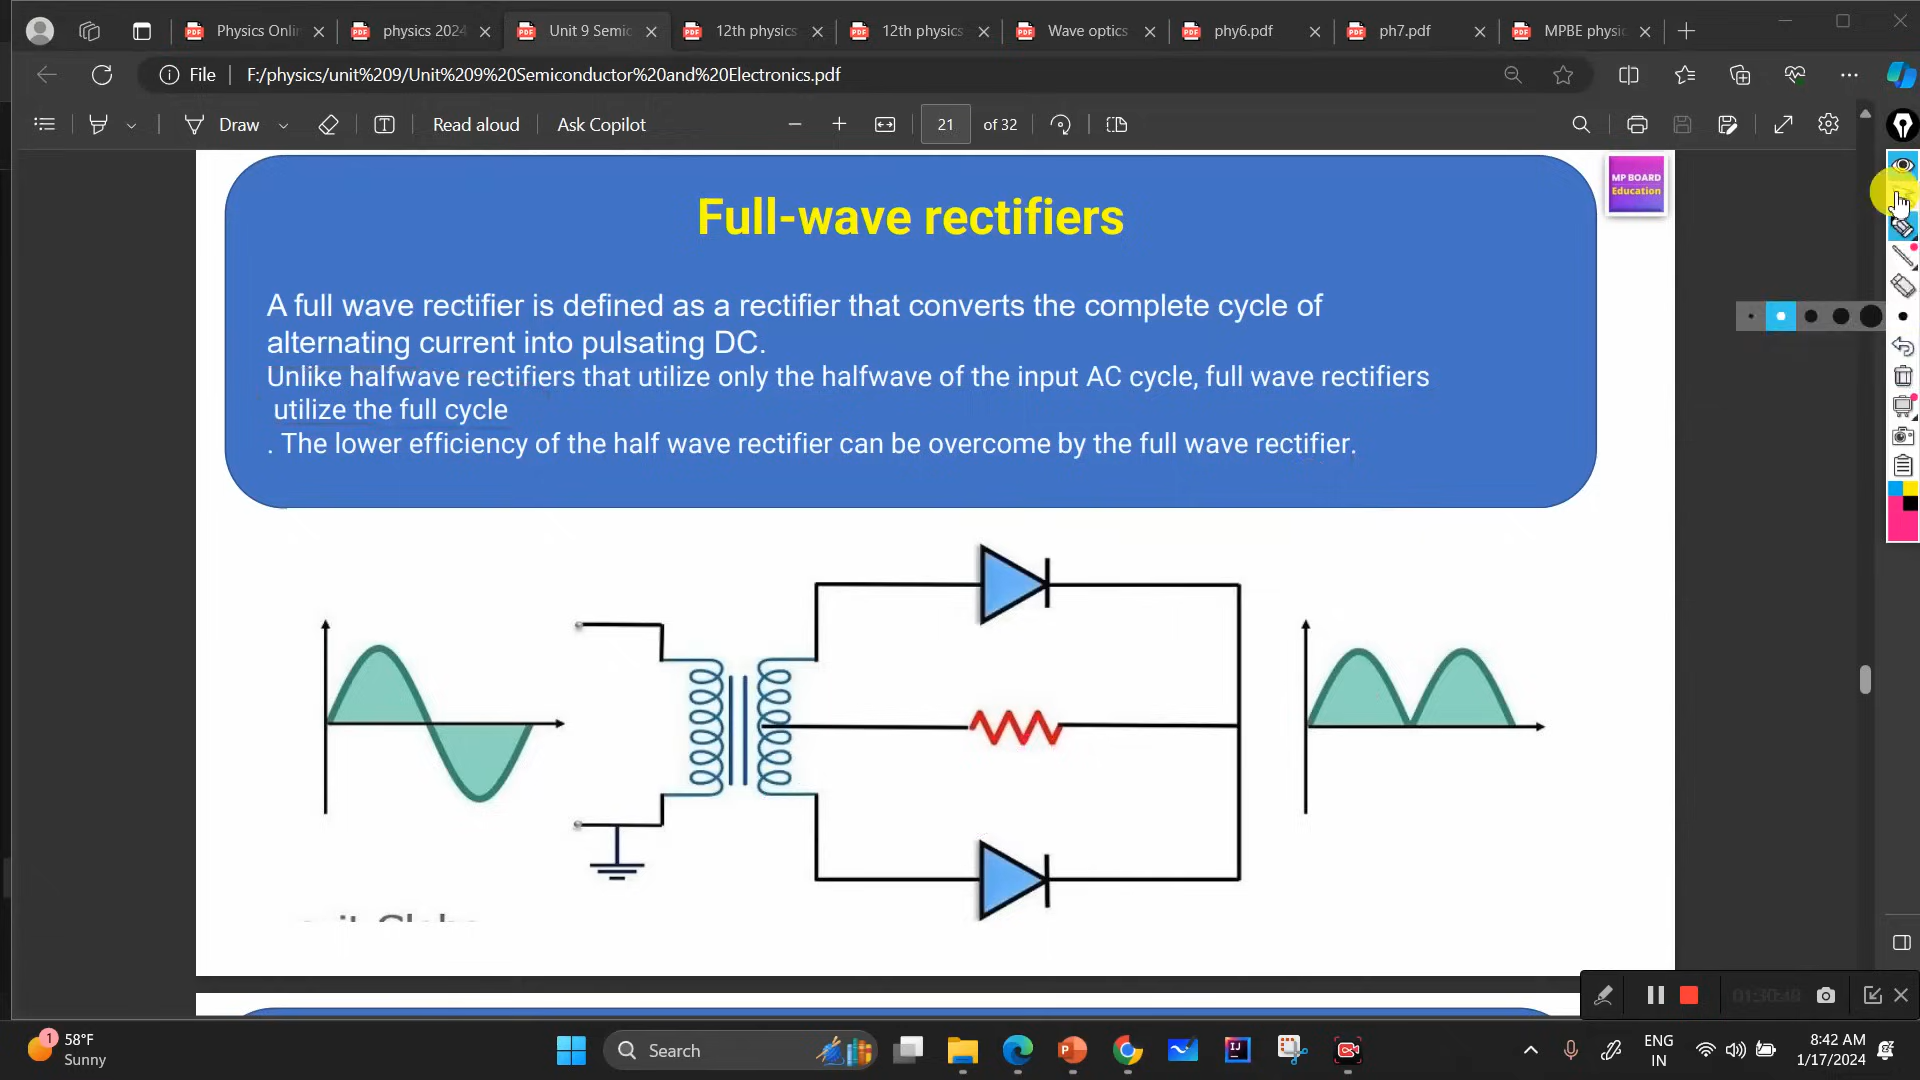 Physics Onli
physics 2024
Unit 9 Semic
12th physics
12th physics
Wave optics
phy6.pdf
ph7.pdf
MPBE physic
File
F:/physics/unit%209/Unit%209%20Semiconductor%20and%20Electronics.pdf
Draw
Read aloud
Ask Copilot
21
of 32
MP BOARD
Education
Full-wave rectifiers
A full wave rectifier is defined as a rectifier that converts the complete cycle of
alternating current into pulsating DC.
Unlike halfwave rectifiers that utilize only the halfwave of the input AC cycle, full wave rectifiers
utilize the full cycle
. The lower efficiency of the half wave rectifier can be overcome by the full wave rectifier.
1
58°F
Sunny
Search
ENG
IN
8:42 AM
1/17/2024